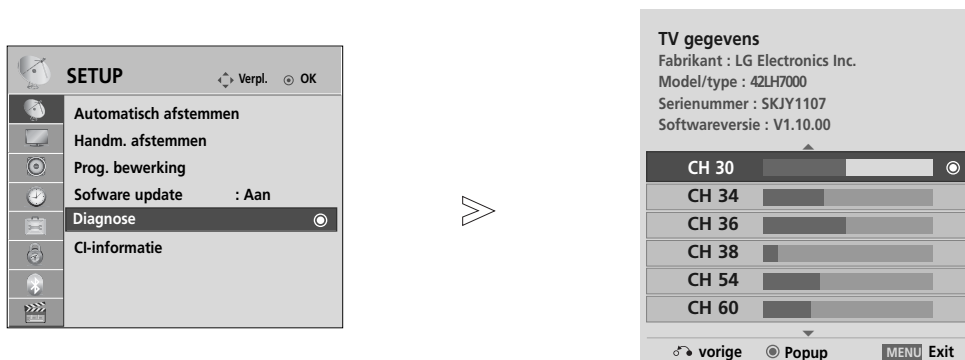 SETUP
Verpl. OK
Automatisch afstemmen
Handm. afstemmen
Prog. bewerking
Sofware update : Aan
Diagnose
CI-informatie
TV gegevens
Fabrikant : LG Electronics Inc.
Model/type : 42LH7000
Serienummer : SKJY1107
Softwareversie : V1.10.00
CH 30
CH 34
CH 36
CH 38
CH 54
CH 60
vorige Popup MENU Exit